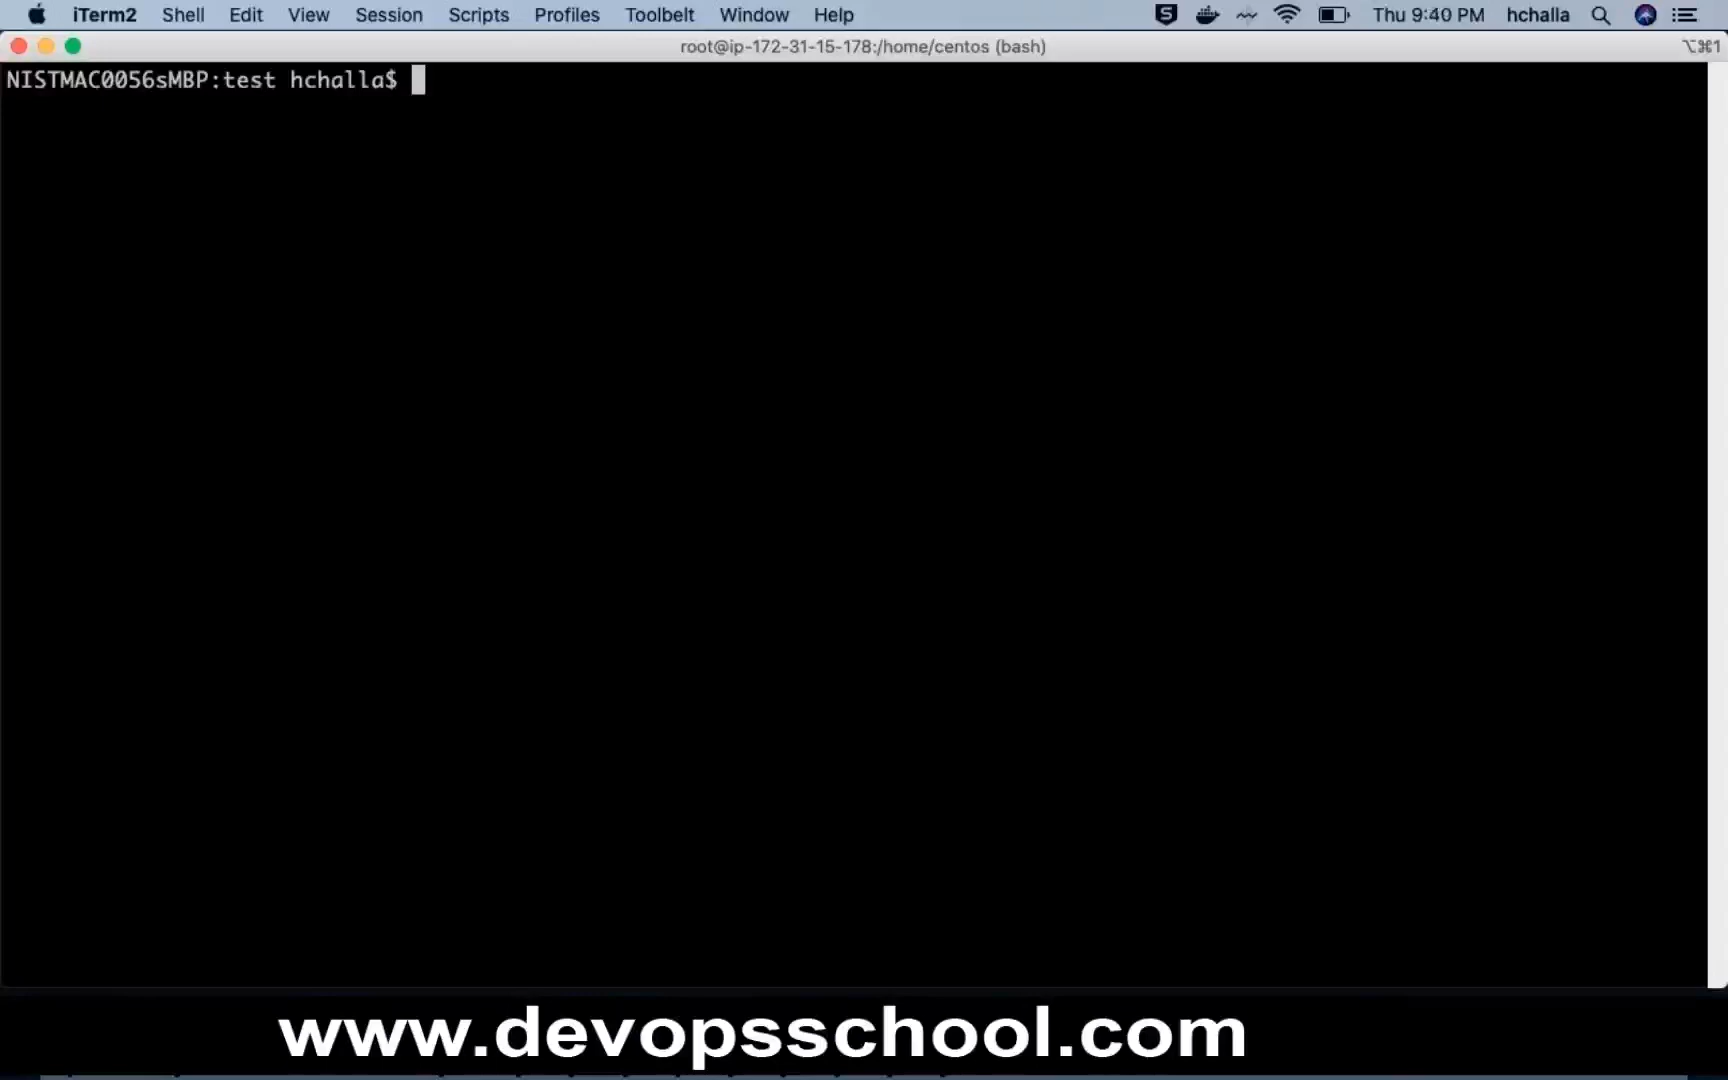 iTerm2 Shell Edit View Session Scripts Profiles Toolbelt Window Help Thu 9:40 PM hchalla
root@ip-172-31-15-178:/home/centos (bash) ⌥⌘1
NISTMAC0056sMBP:test hchalla$
www.devopsschool.com